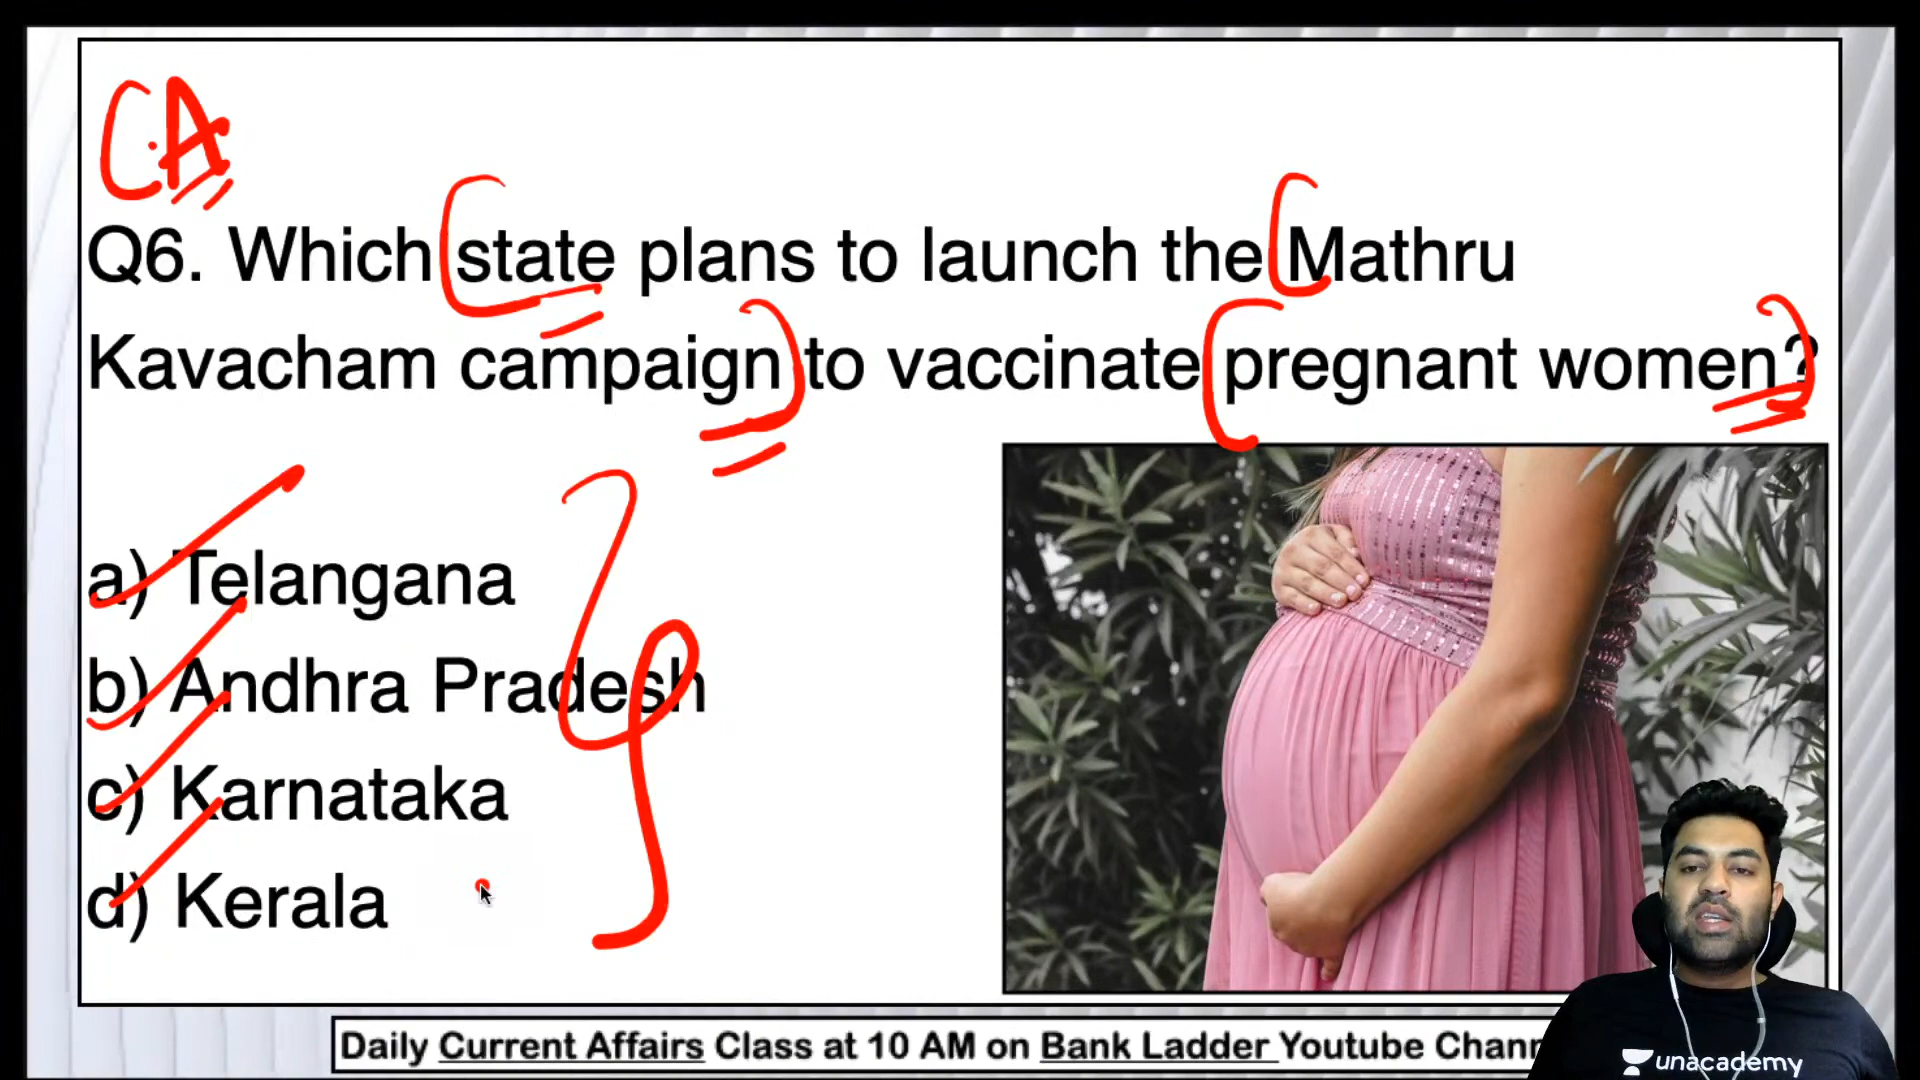 CA
Q6. Which state plans to launch the Mathru
Kavacham campaign to vaccinate pregnant women?
a) Telangana
b) Andhra Pradesh
c) Karnataka
d) Kerala
Daily Current Affairs Class at 10 AM on Bank Ladder Youtube Chann
unacademy